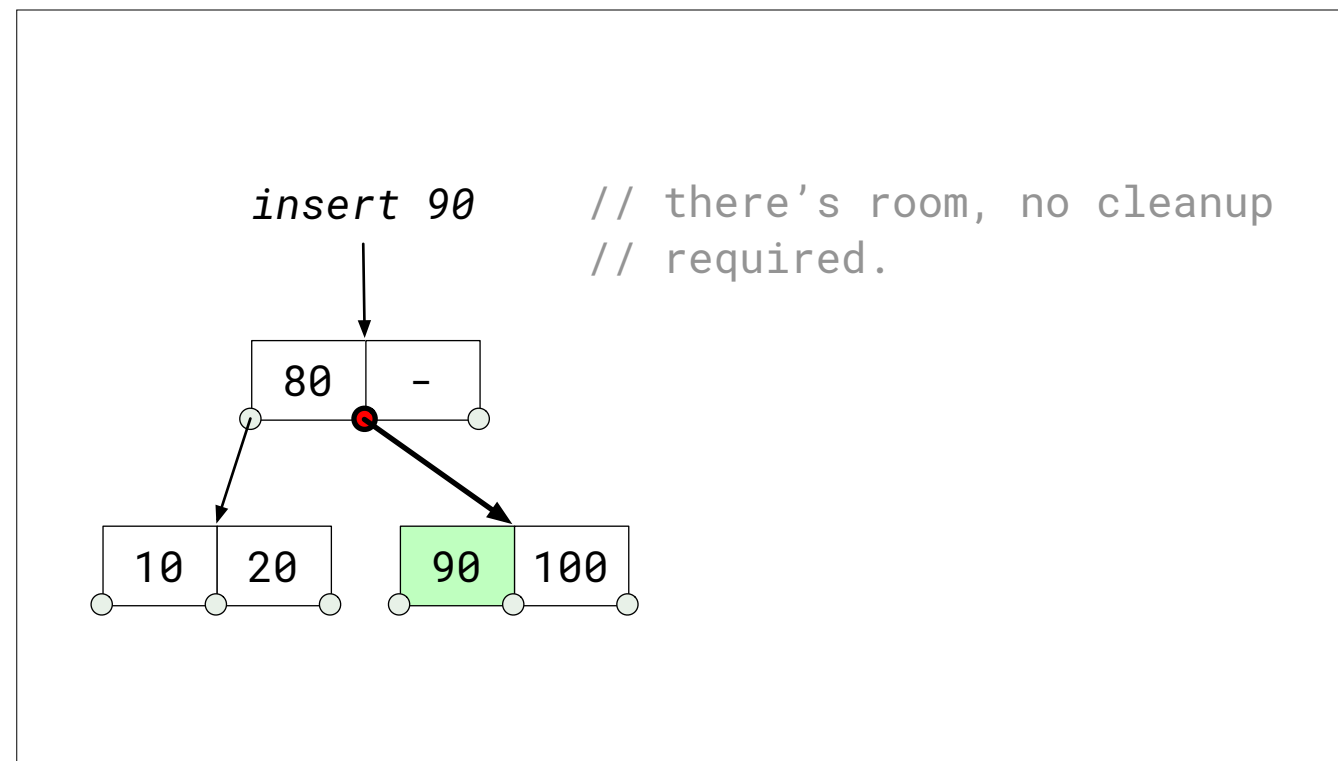 insert 90 // there’s room, no cleanup
// required.
80 -
10 20 90 100